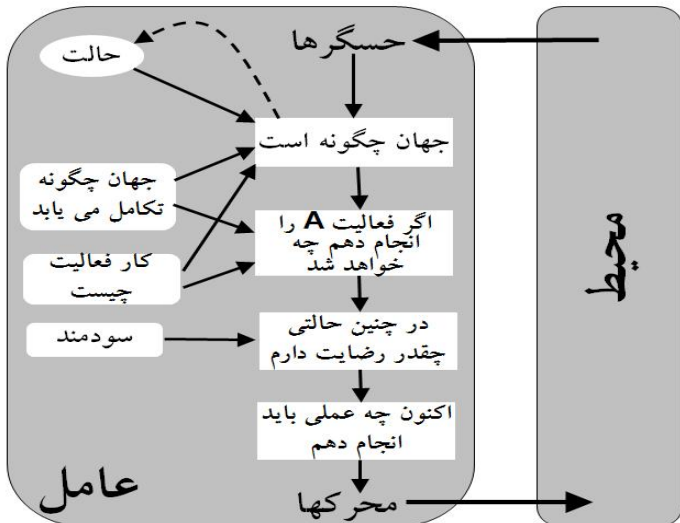 حسگرها
حالت
جهان چگونه است
جهان چگونه
تکامل می یابد
اگر فعالیت A را
انجام دهم چه
خواهد شد
کار فعالیت
چیست
در چنین حالتی
چقدر رضایت دارم
سودمند
اکنون چه عملی باید
انجام دهم
محرکها
عامل
محیط